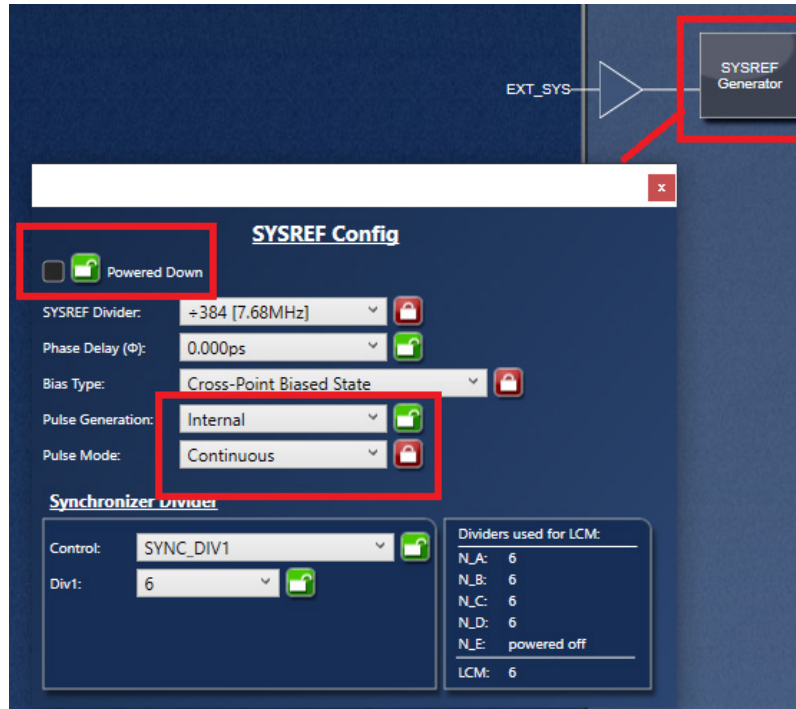 EXT_SYS
SYSREF
Generator
x
SYSREF Config
Powered Down
SYSREF Divider: ÷384 [7.68MHz]
Phase Delay (Φ): 0.000ps
Bias Type: Cross-Point Biased State
Pulse Generation: Internal
Pulse Mode: Continuous
Synchronizer Divider
Control: SYNC_DIV1
Div1: 6
Dividers used for LCM:
N_A: 6
N_B: 6
N_C: 6
N_D: 6
N_E: powered off
LCM: 6